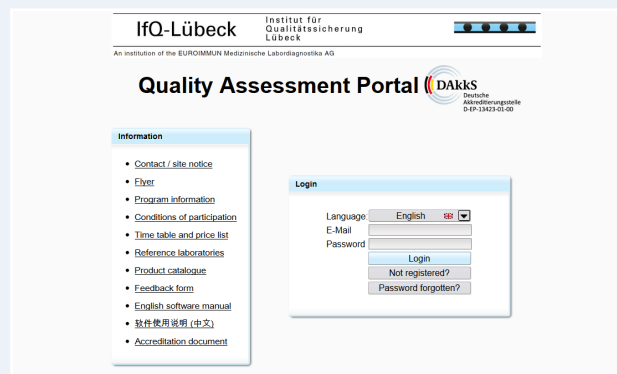 IfQ-Lübeck
Institut für
Qualitätssicherung
Lübeck
An institution of the EUROIMMUN Medizinische Labordiagnostika AG
Quality Assessment Portal
DAkkS
Deutsche
Akkreditierungsstelle
D-EP-13423-01-00
Information
Contact / site notice
Flyer
Program information
Conditions of participation
Time table and price list
Reference laboratories
Product catalogue
Feedback form
English software manual
软件使用说明 (中文)
Accreditation document
Login
Language: English
E-Mail
Password
Login
Not registered?
Password forgotten?